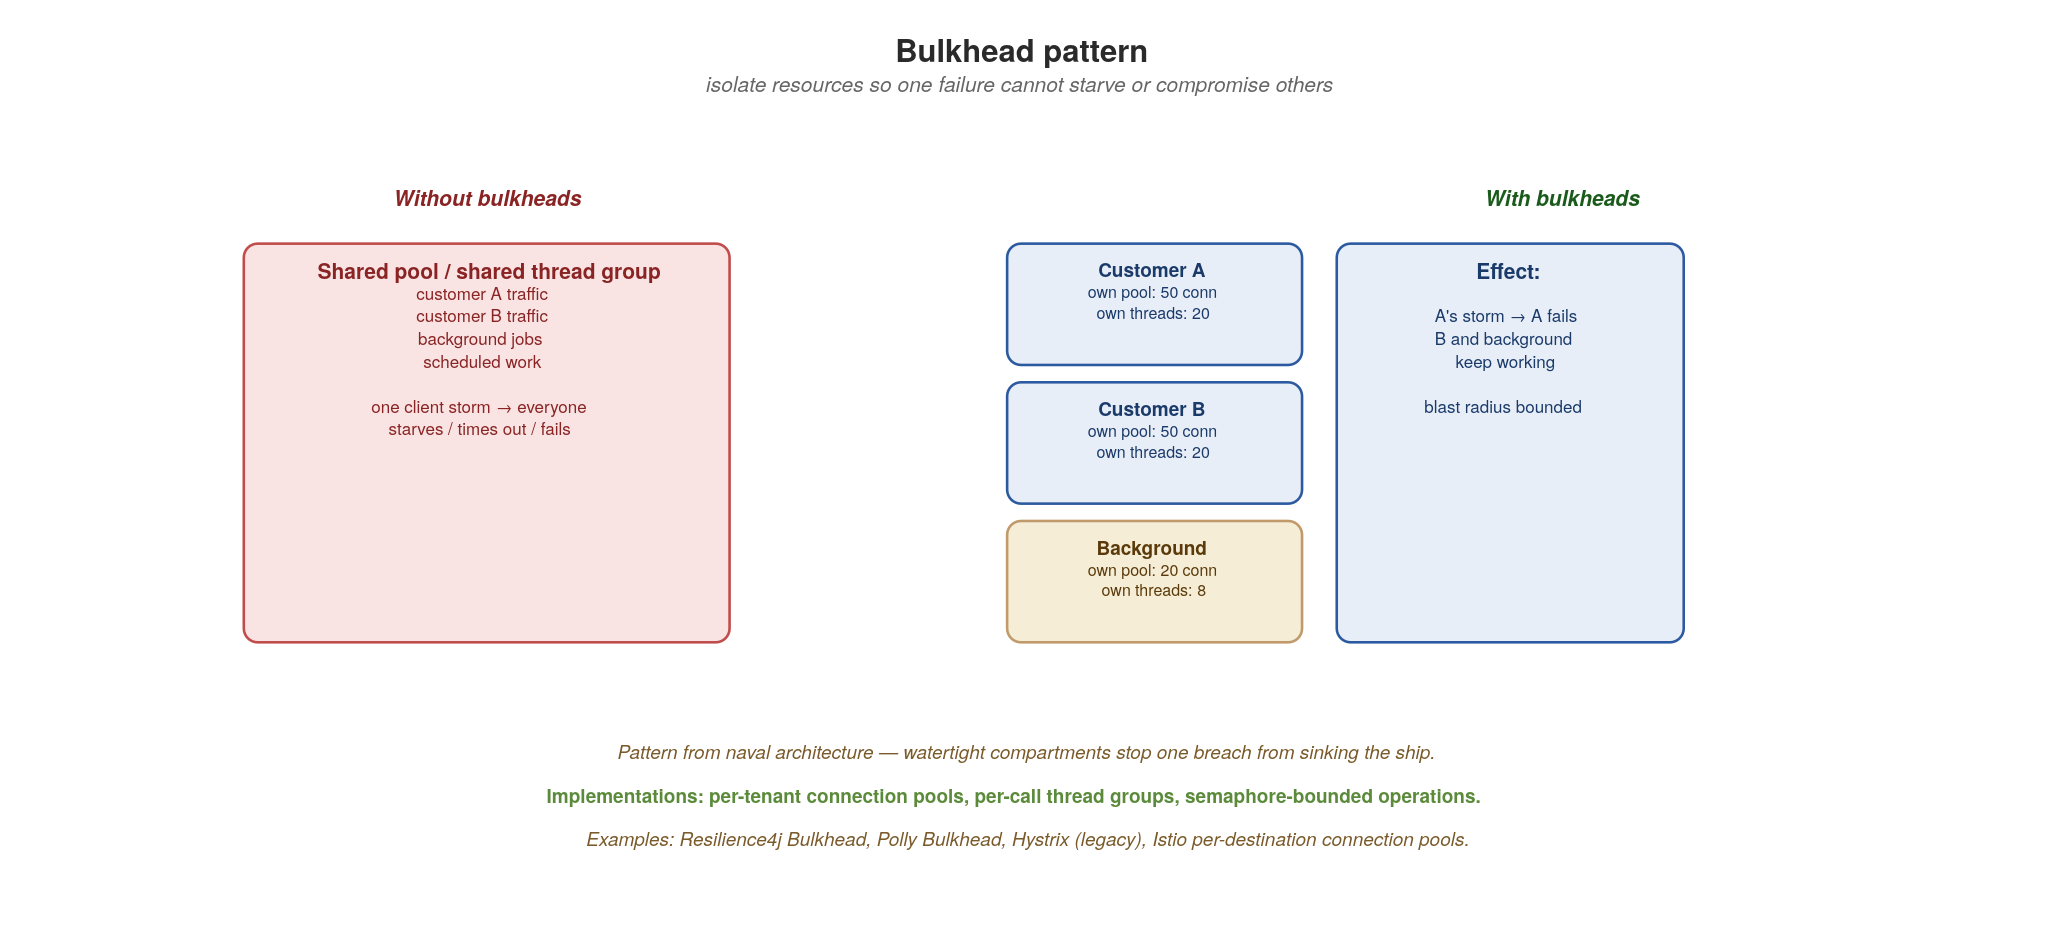 Bulkhead pattern
isolate resources so one failure cannot starve or compromise others
Without bulkheads
Shared pool / shared thread group
customer A traffic
customer B traffic
background jobs
scheduled work
one client storm → everyone
starves / times out / fails
With bulkheads
Customer A
own pool: 50 conn
own threads: 20
Customer B
own pool: 50 conn
own threads: 20
Background
own pool: 20 conn
own threads: 8
Effect:
A's storm → A fails
B and background
keep working
blast radius bounded
Pattern from naval architecture — watertight compartments stop one breach from sinking the ship.
Implementations: per-tenant connection pools, per-call thread groups, semaphore-bounded operations.
Examples: Resilience4j Bulkhead, Polly Bulkhead, Hystrix (legacy), Istio per-destination connection pools.